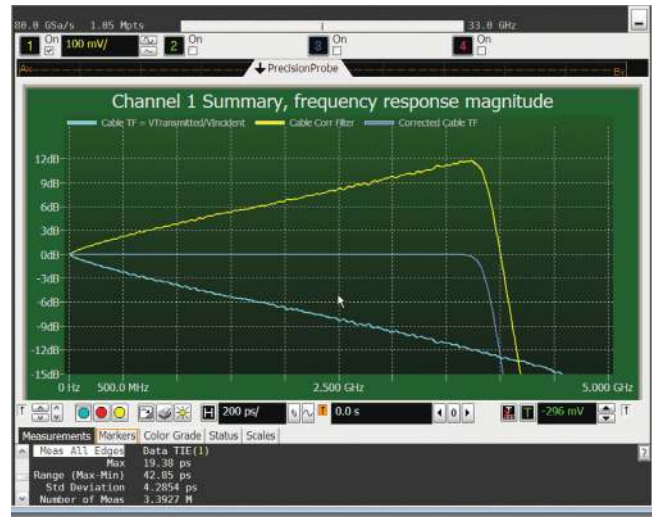 80.0 GSa/s 1.05 Mpts 33.0 GHz
1 On 100 mV/ 2 On 3 On 4 On
PrecisionProbe
Channel 1 Summary, frequency response magnitude
Cable TF = VTransmitted/VIncident Cable Corr Filter Corrected Cable TF
12dB
9dB
6dB
3dB
0dB
-3dB
-6dB
-9dB
-12dB
-15dB
0 Hz 500.0 MHz 2.500 GHz 5.000 GHz
T H 200 ps/ 0.0 s 0 T -296 mV T
Measurements Markers Color Grade Status Scales
Meas All Edges Data TIE(1)
Max 19.38 ps
Range (Max-Min) 42.85 ps
Std Deviation 4.2854 ps
Number of Meas 3.3927 M
?